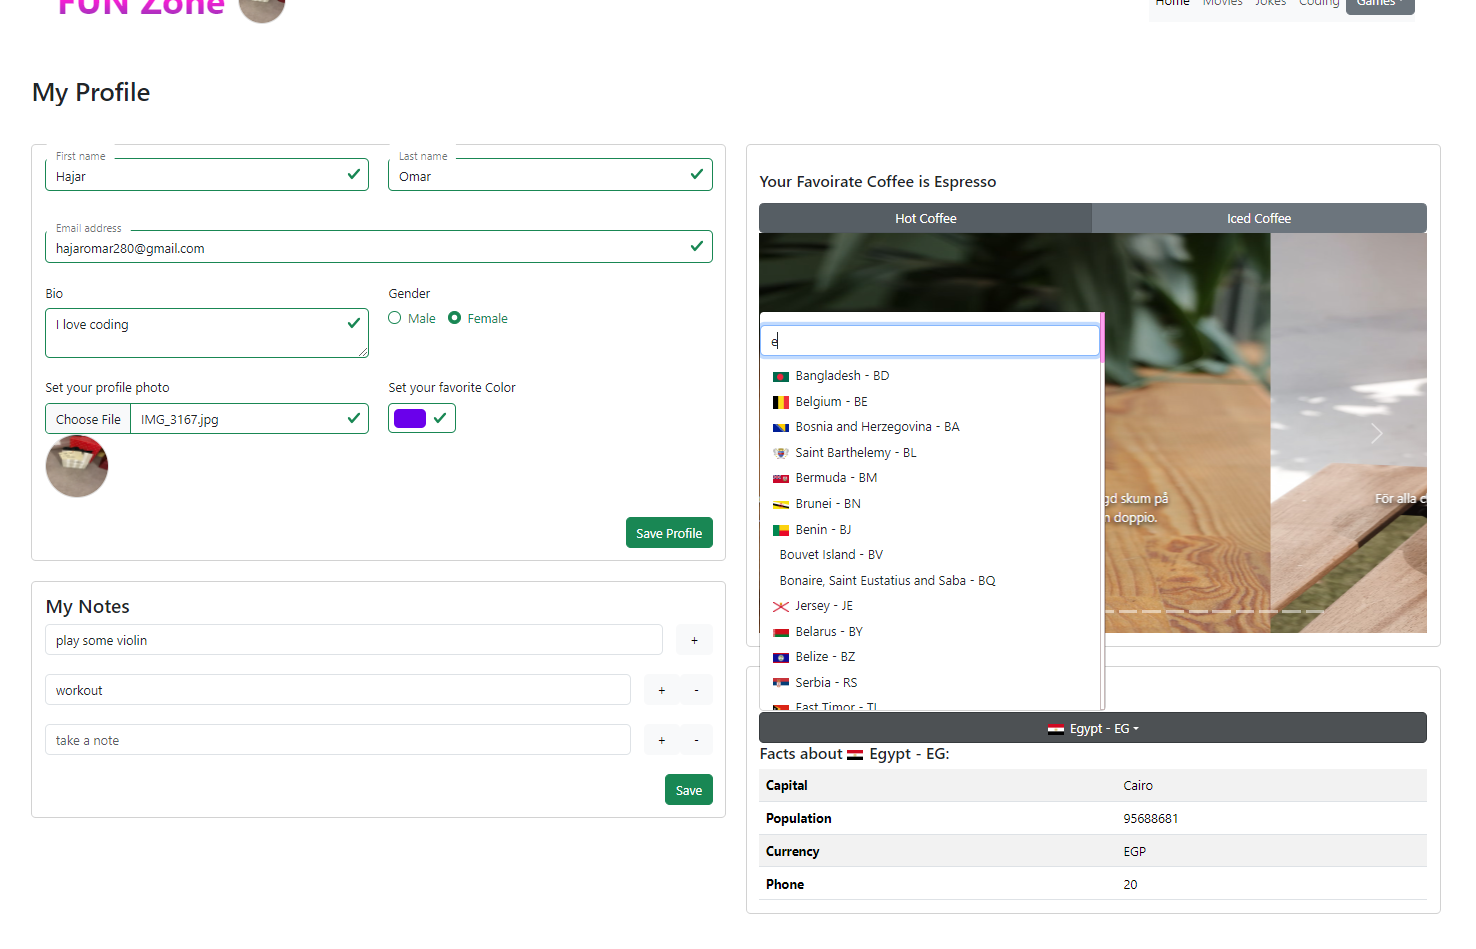 FUN Zone
Home Movies Jokes Coding Games
My Profile
First name
Hajar
Last name
Omar
Email address
hajaromar280@gmail.com
Bio
I love coding
Gender
Male Female
Set your profile photo
Choose File IMG_3167.jpg
Set your favorite Color
Save Profile
My Notes
play some violin +
workout + -
take a note + -
Save
Your Favoirate Coffee is Espresso
Hot Coffee Iced Coffee
e
Bangladesh - BD
Belgium - BE
Bosnia and Herzegovina - BA
Saint Barthelemy - BL
Bermuda - BM
Brunei - BN
Benin - BJ
Bouvet Island - BV
Bonaire, Saint Eustatius and Saba - BQ
Jersey - JE
Belarus - BY
Belize - BZ
Serbia - RS
East Timor - TL
gd skum på
n doppio.
För alla c
Egypt - EG
Facts about Egypt - EG:
Capital Cairo
Population 95688681
Currency EGP
Phone 20